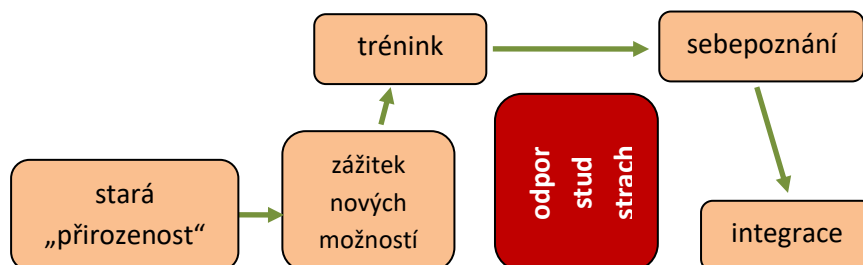 stará
„přirozenost“
zážitek
nových
možností
trénink
odpor
stud
strach
sebepoznání
integrace